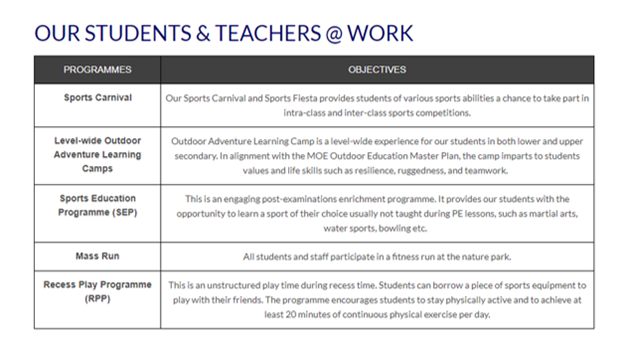 OUR STUDENTS & TEACHERS @ WORK
PROGRAMMES
OBJECTIVES
Sports Carnival
Our Sports Carnival and Sports Fiesta provides students of various sports abilities a chance to take part in
intra-class and inter-class sports competitions.
Level-wide Outdoor
Adventure Learning
Camps
Outdoor Adventure Learning Camp is a level-wide experience for our students in both lower and upper
secondary. In alignment with the MOE Outdoor Education Master Plan, the camp imparts to students
values and life skills such as resilience, ruggedness, and teamwork.
Sports Education
Programme (SEP)
This is an engaging post-examinations enrichment programme. It provides our students with the
opportunity to learn a sport of their choice usually not taught during PE lessons, such as martial arts,
water sports, bowling etc.
Mass Run
All students and staff participate in a fitness run at the nature park.
Recess Play Programme
(RPP)
This is an unstructured play time during recess time. Students can borrow a piece of sports equipment to
play with their friends. The programme encourages students to stay physically active and to achieve at
least 20 minutes of continuous physical exercise per day.